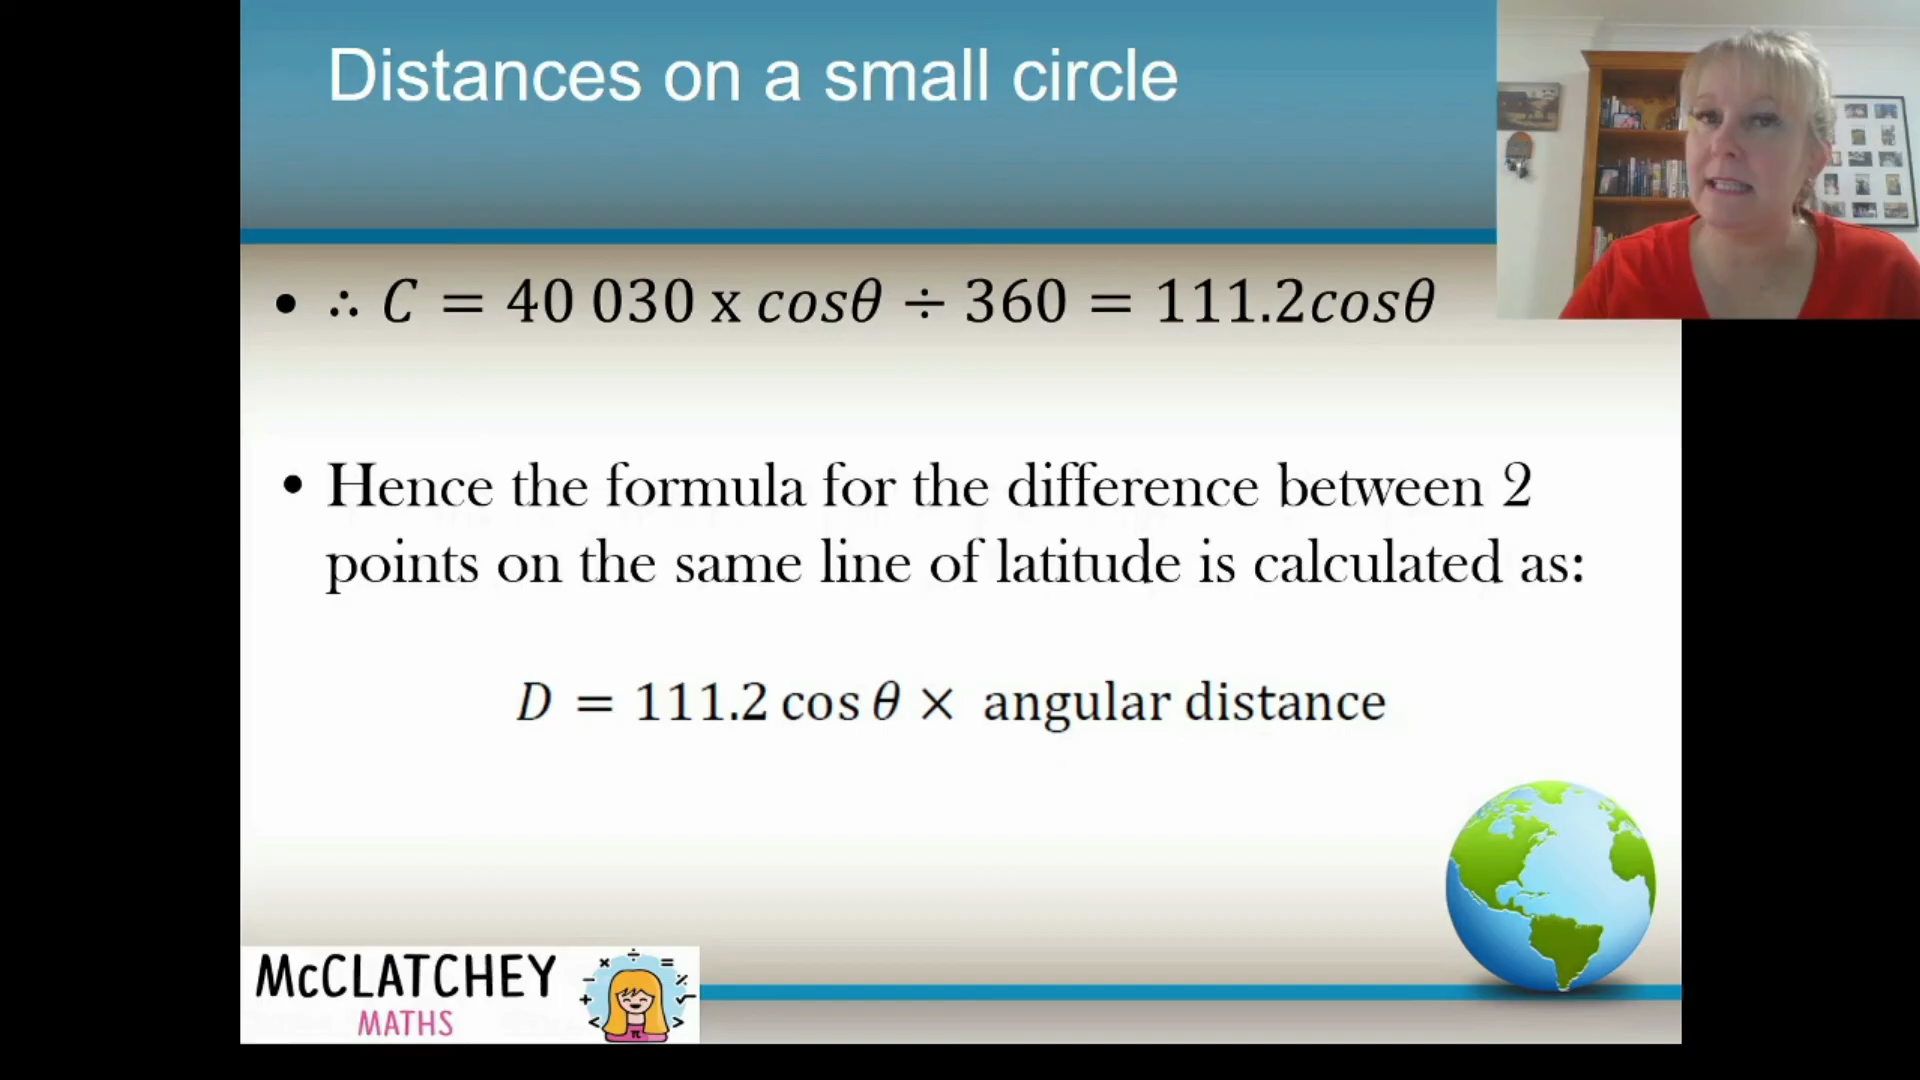 Distances on a small circle
• ∴ C = 40 030 x cosθ ÷ 360 = 111.2cosθ
• Hence the formula for the difference between 2
points on the same line of latitude is calculated as:
D = 111.2 cos θ × angular distance
McCLATCHEY
MATHS